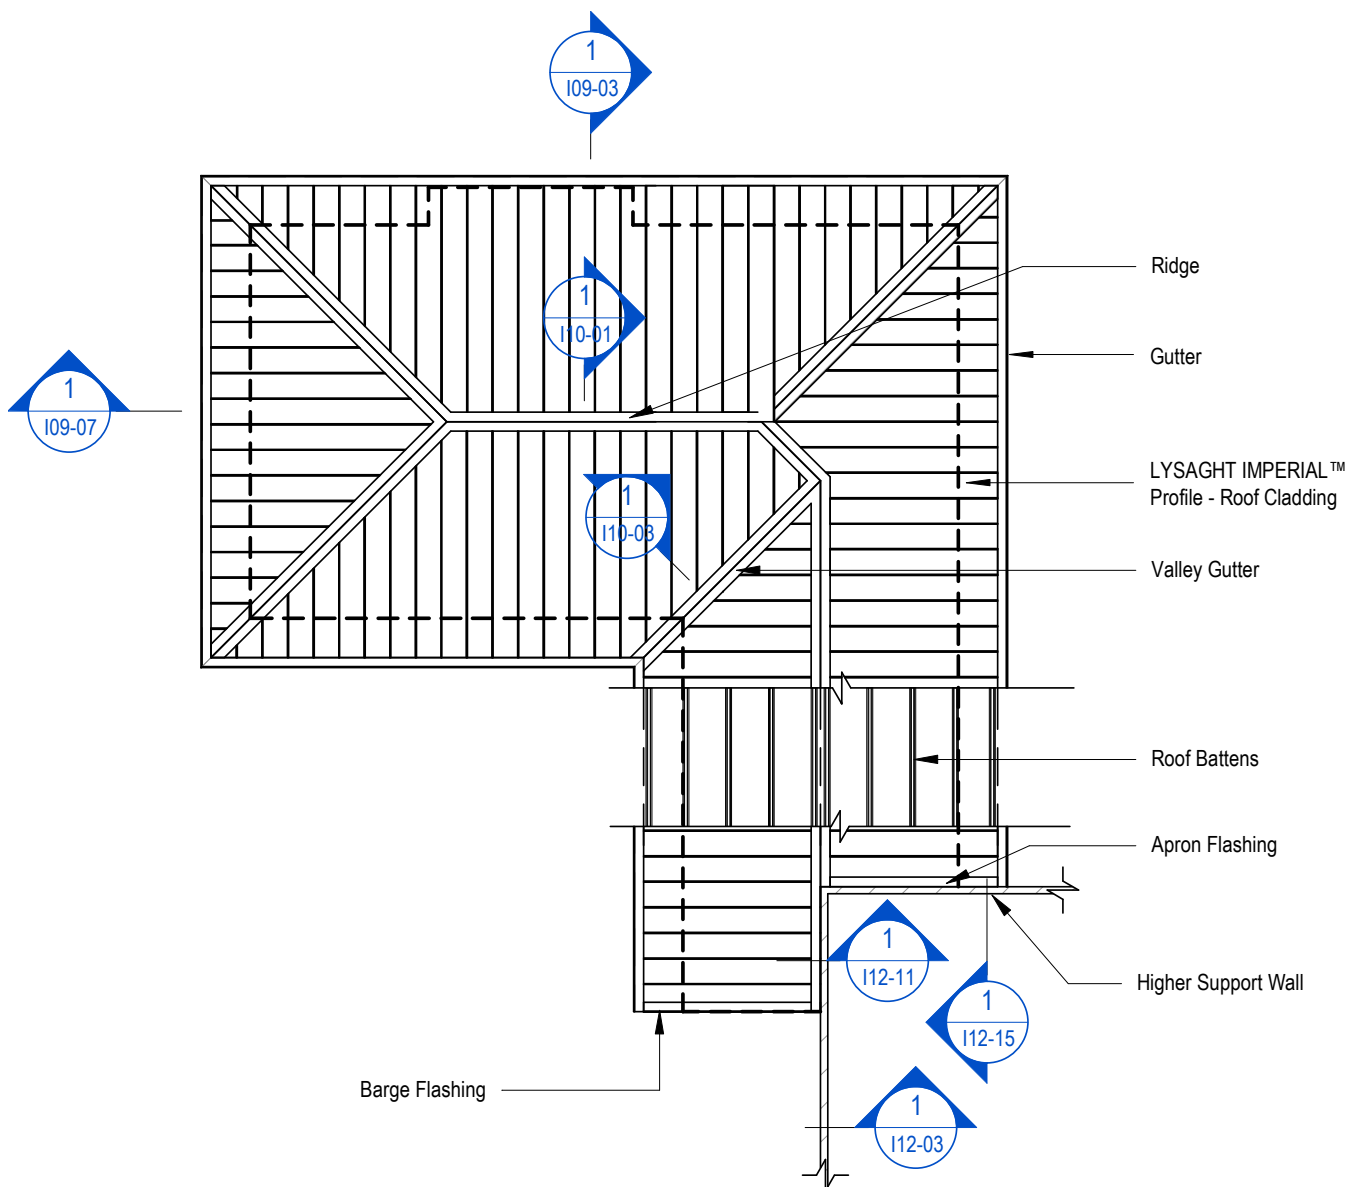 1
I09-03
Ridge
1
I10-01
Gutter
1
I09-07
LYSAGHT IMPERIAL™
Profile - Roof Cladding
1
I10-03
Valley Gutter
Roof Battens
Apron Flashing
1
I12-11
Higher Support Wall
1
I12-15
Barge Flashing
1
I12-03